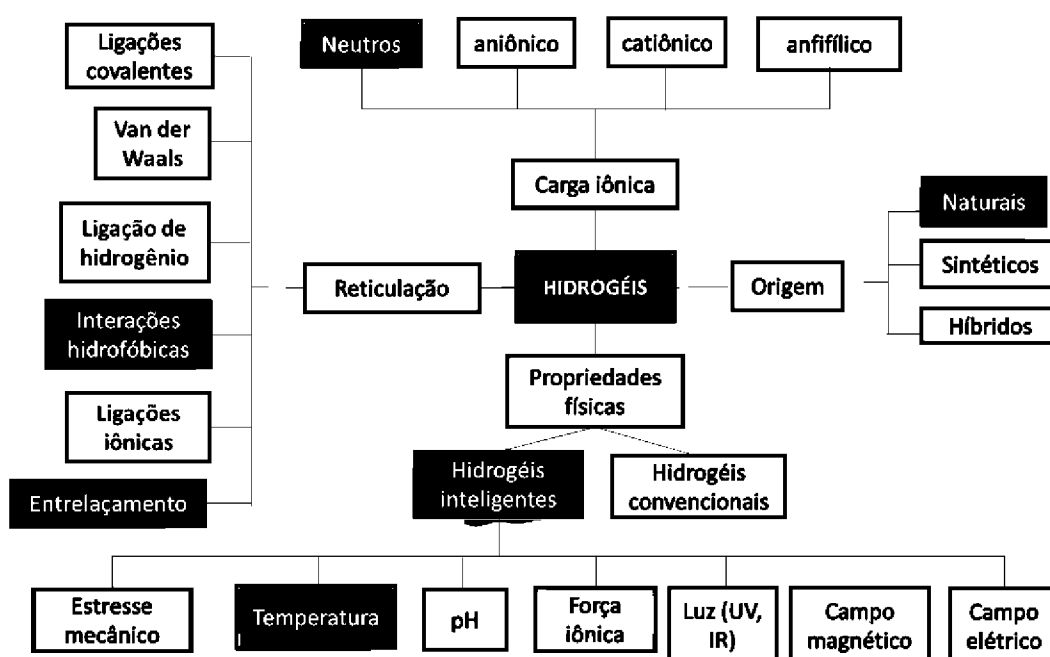 Ligações
covalentes
Neutros
aniônico
catiônico
anfifílico
Van der
Waals
Carga iônica
Naturais
Ligação de
hidrogênio
Sintéticos
Reticulação
HIDROGÉIS
Origem
Híbridos
Interações
hidrofóbicas
Propriedades
físicas
Ligações
iônicas
Hidrogéis
inteligentes
Hidrogéis
convencionais
Entrelaçamento
Estresse
mecânico
Temperatura
pH
Força
iônica
Luz (UV,
IR)
Campo
magnético
Campo
elétrico